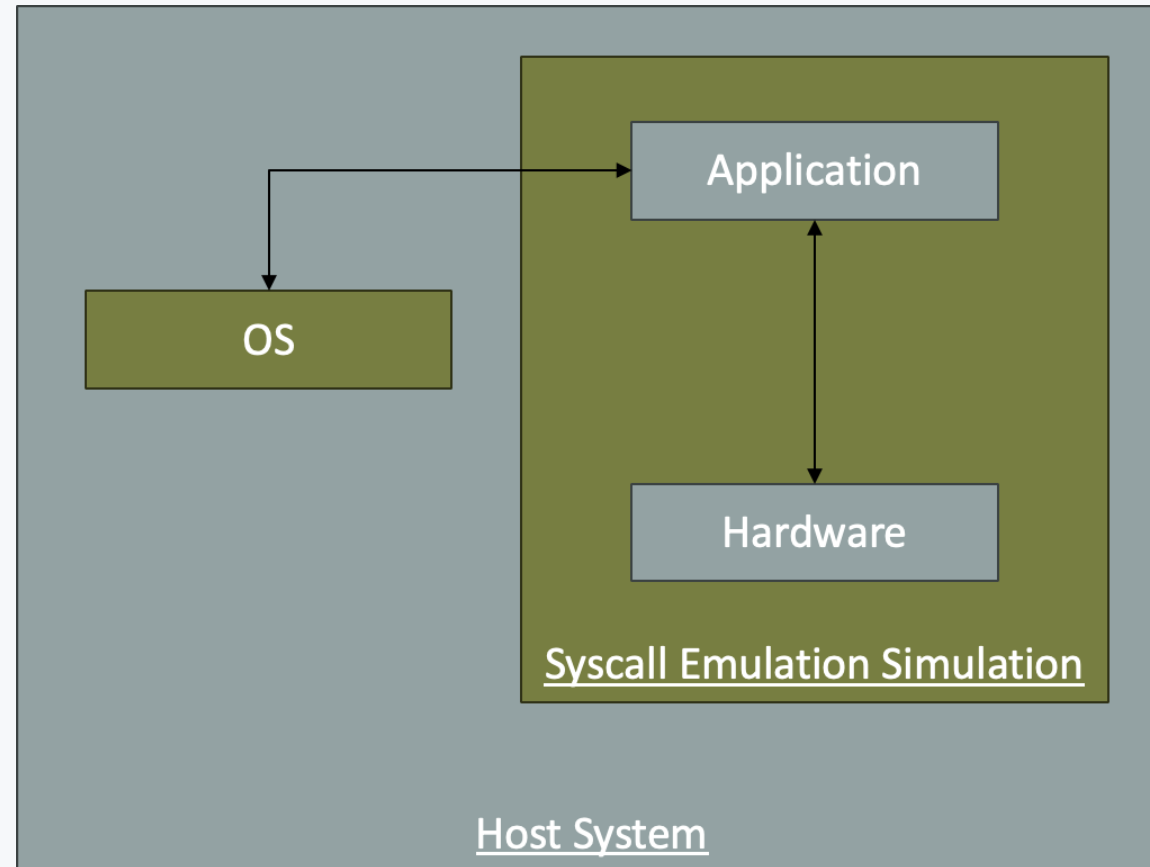 Application
OS
Hardware
Syscall Emulation Simulation
Host System